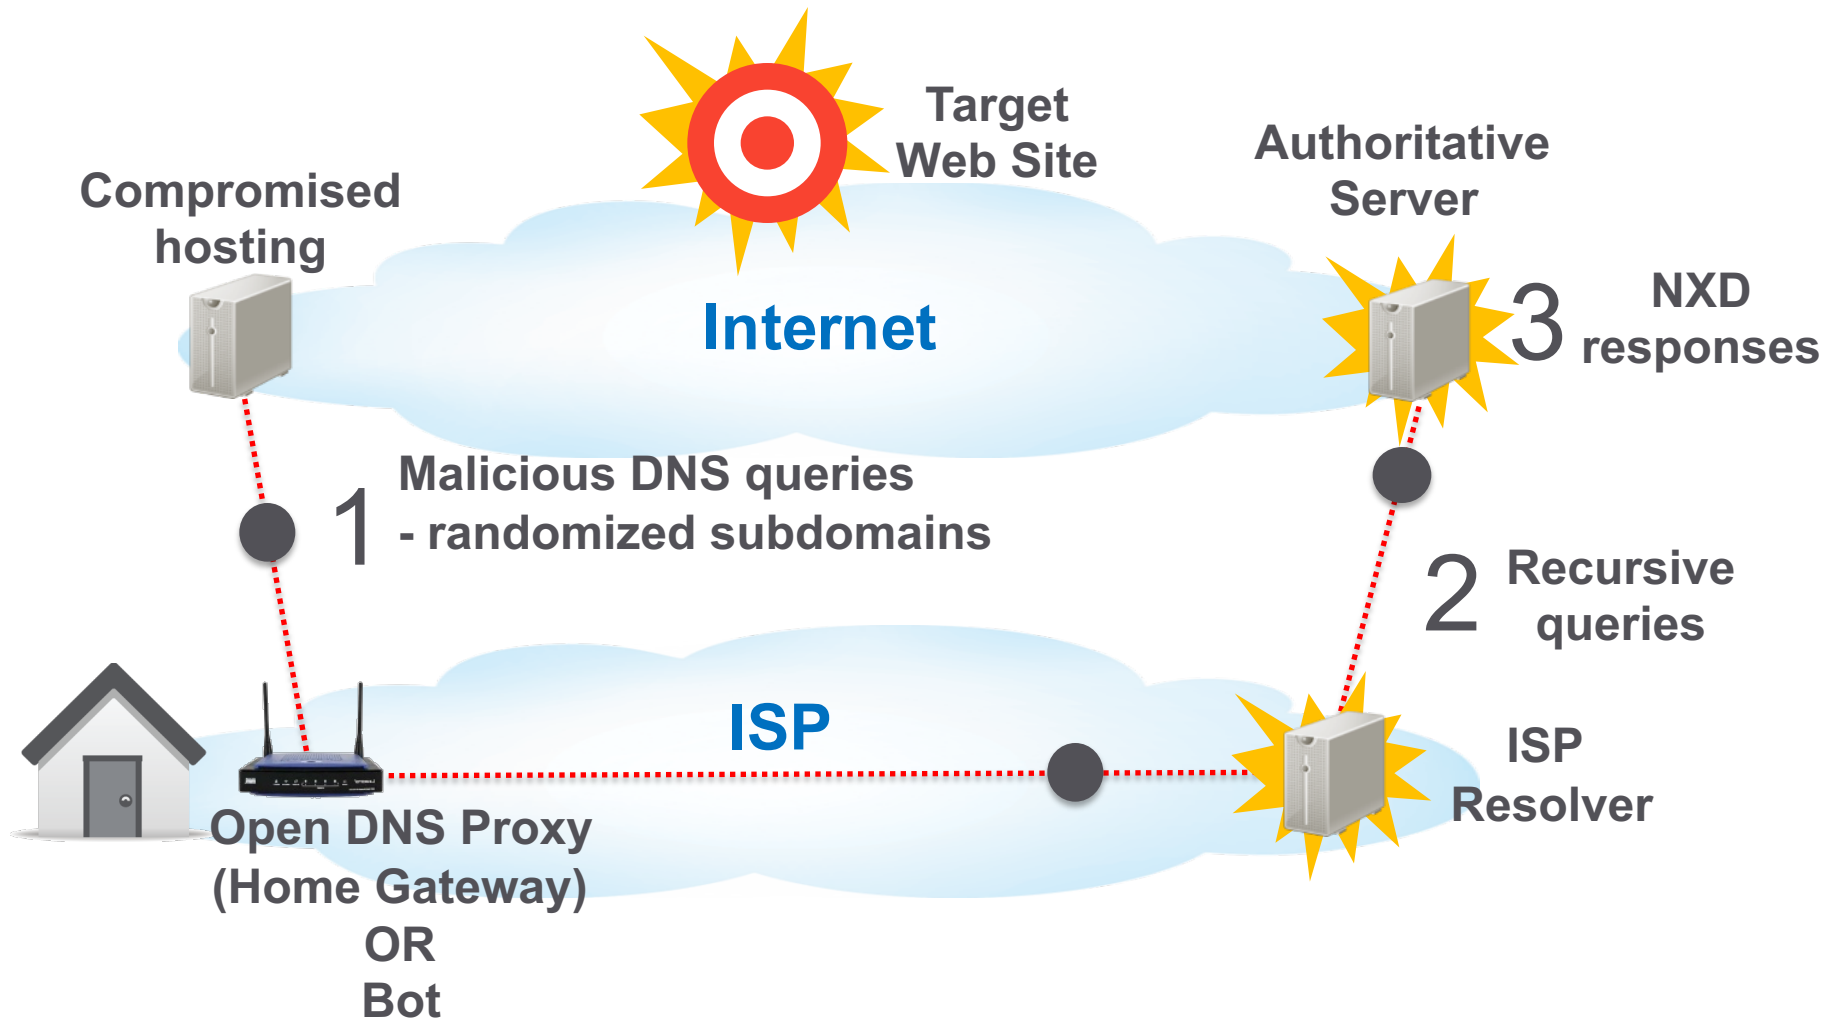 Target
Web Site
Authoritative
Server
Compromised
hosting
Internet
3
NXD
responses
1
Malicious DNS queries
- randomized subdomains
2
Recursive
queries
ISP
ISP
Resolver
Open DNS Proxy
(Home Gateway)
OR
Bot